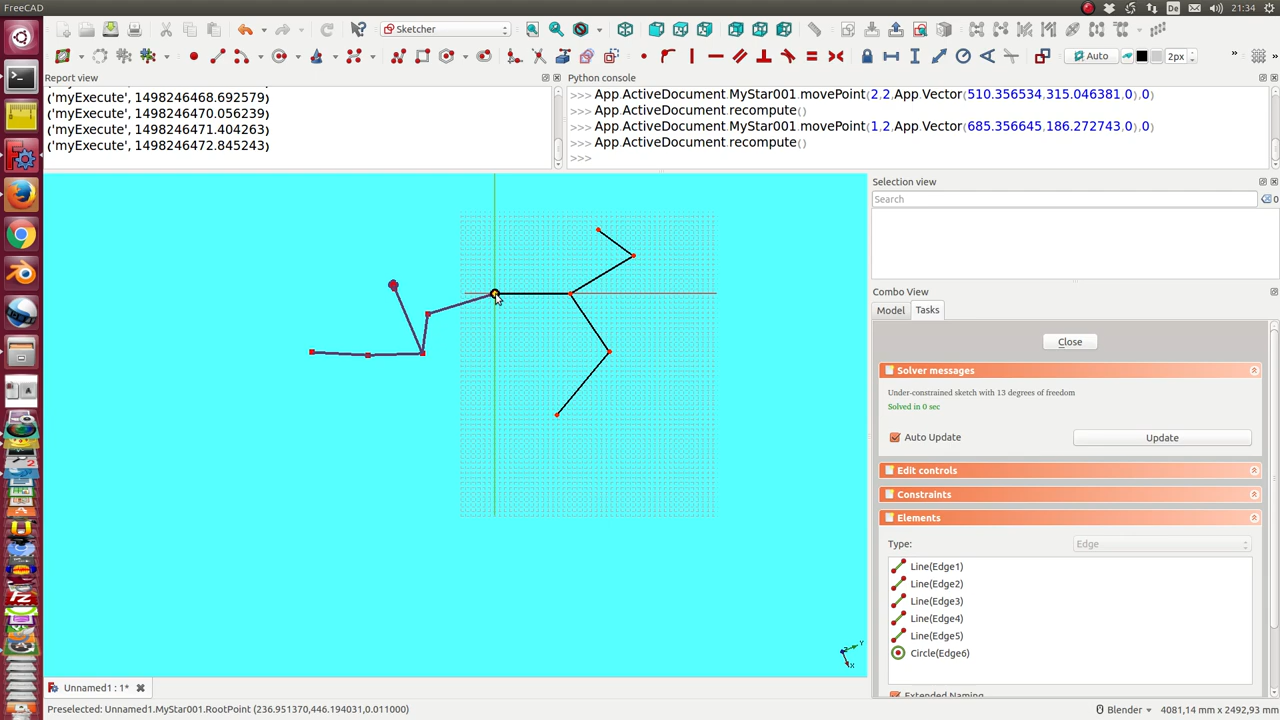 FreeCAD
De
21:34
Sketcher
Auto
2px
»
»
Report view
Python console
('myExecute', 1498246468.692579)
('myExecute', 1498246470.056239)
('myExecute', 1498246471.404263)
('myExecute', 1498246472.845243)
>>> App.ActiveDocument.MyStar001.movePoint(2,2,App.Vector(510.356534,315.046381,0),0)
>>> App.ActiveDocument.recompute()
>>> App.ActiveDocument.MyStar001.movePoint(1,2,App.Vector(685.356645,186.272743,0),0)
>>> App.ActiveDocument.recompute()
>>>
Selection view
Search
0
Combo View
Model
Tasks
Close
Solver messages
Under-constrained sketch with 13 degrees of freedom
Solved in 0 sec
Auto Update
Update
Edit controls
Constraints
Elements
Type:
Edge
Line(Edge1)
Line(Edge2)
Line(Edge3)
Line(Edge4)
Line(Edge5)
Circle(Edge6)
Extended Naming
Y
X
Unnamed1 : 1*
Preselected: Unnamed1.MyStar001.RootPoint (236.951370,446.194031,0.011000)
Blender
4081,14 mm x 2492,93 mm